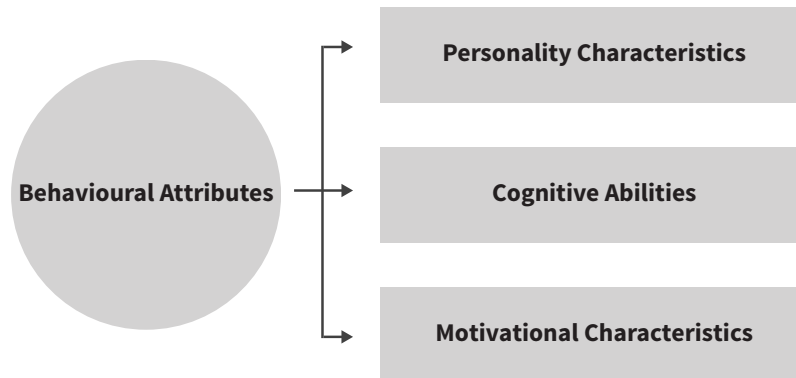 Personality Characteristics
Behavioural Attributes
Cognitive Abilities
Motivational Characteristics